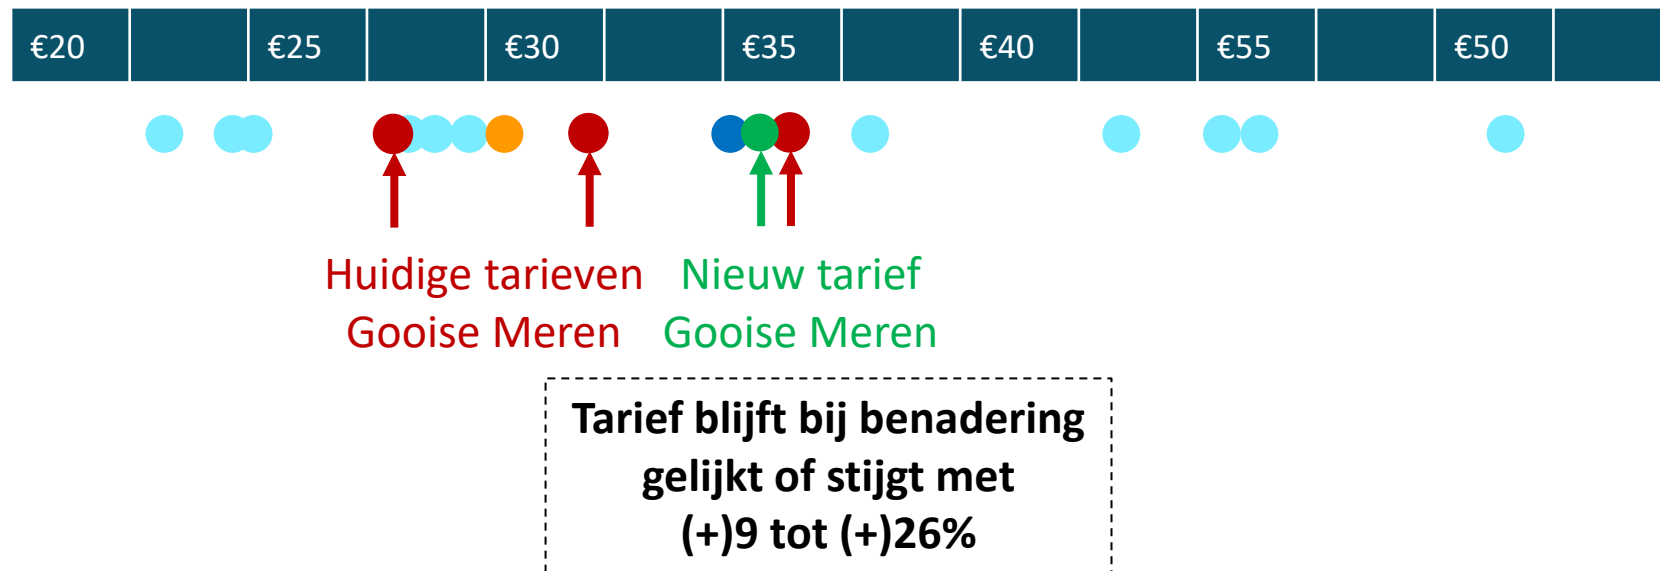 €20 €25 €30 €35 €40 €55 €50
Huidige tarieven
Gooise Meren
Nieuw tarief
Gooise Meren
Tarief blijft bij benadering
gelijkt of stijgt met
(+)9 tot (+)26%